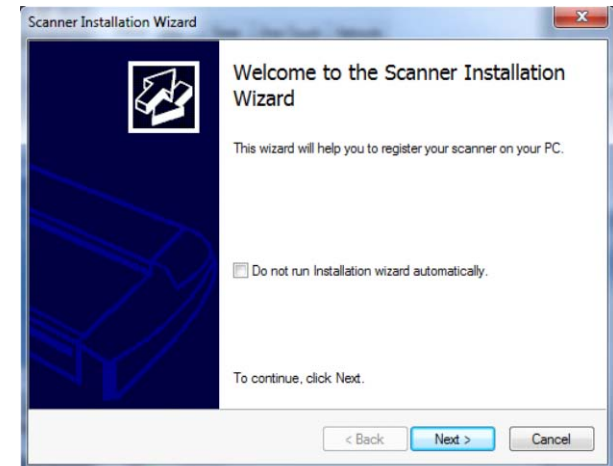 Scanner Installation Wizard
Welcome to the Scanner Installation
Wizard
This wizard will help you to register your scanner on your PC.
Do not run Installation wizard automatically.
To continue, click Next.
< Back
Next >
Cancel